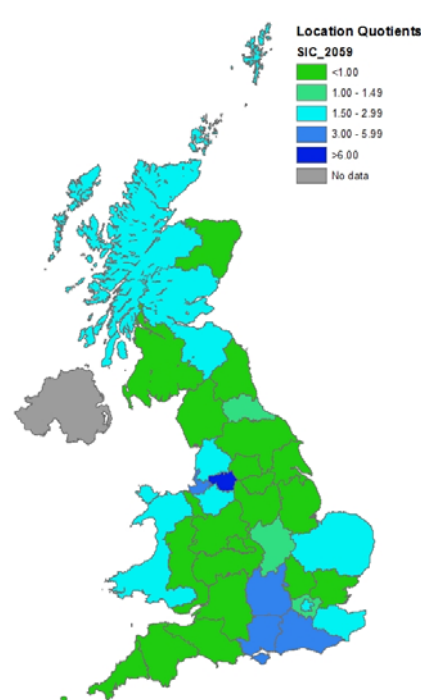 Location Quotients
SIC_2059
<1.00
1.00 - 1.49
1.50 - 2.99
3.00 - 5.99
>6.00
No data